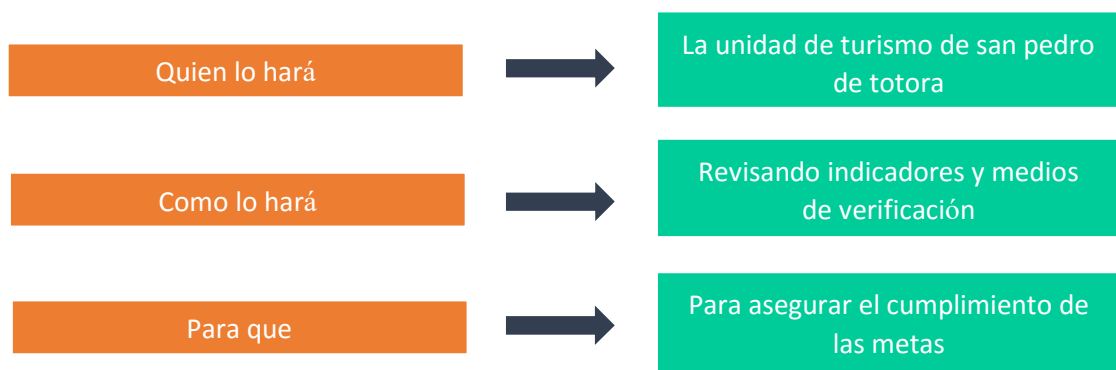 Quien lo hará
La unidad de turismo de san pedro
de totora
Como lo hará
Revisando indicadores y medios
de verificación
Para que
Para asegurar el cumplimiento de
las metas